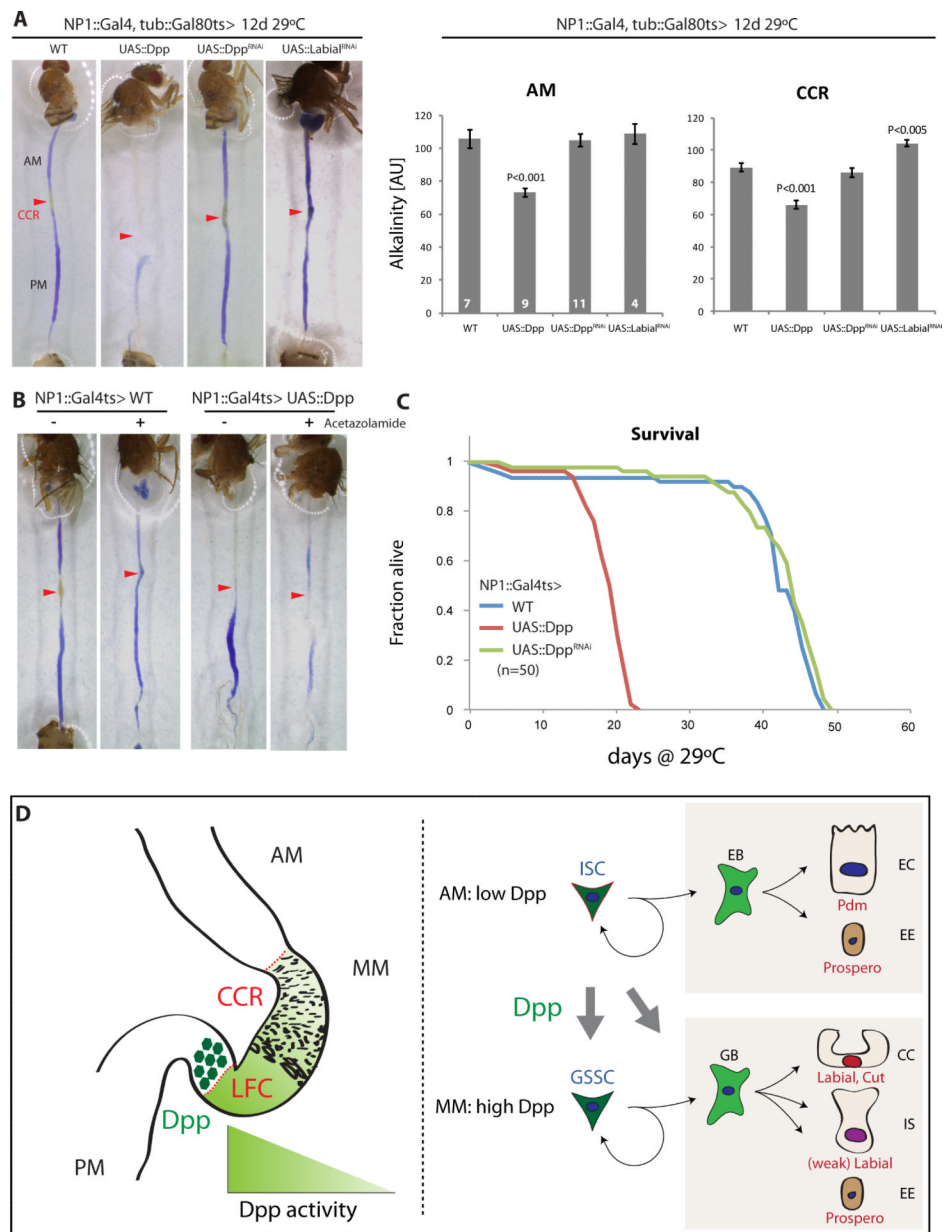 A
NP1::Gal4, tub::Gal80ts> 12d 29ºC
WT
UAS::Dpp
UAS::Dpp^RNAi
UAS::Labial^RNAi
AM
CCR
PM
NP1::Gal4, tub::Gal80ts> 12d 29ºC
AM
Alkalinity [AU]
120
100
80
60
40
20
0
P<0.001
7
9
11
4
WT
UAS::Dpp
UAS::Dpp^RNAi
UAS::Labial^RNAi
CCR
120
100
80
60
40
20
0
P<0.001
P<0.005
WT
UAS::Dpp
UAS::Dpp^RNAi
UAS::Labial^RNAi
B
NP1::Gal4ts> WT
NP1::Gal4ts> UAS::Dpp
- + - + Acetazolamide
C
Survival
Fraction alive
1
0.8
0.6
0.4
0.2
0
NP1::Gal4ts>
WT
UAS::Dpp
UAS::Dpp^RNAi
(n=50)
0 10 20 30 40 50 60
days @ 29ºC
D
AM
MM
CCR
LFC
Dpp
PM
Dpp activity
AM: low Dpp
ISC
EB
EC
Pdm
EE
Prospero
Dpp
MM: high Dpp
GSSC
GB
CC
Labial, Cut
IS
(weak) Labial
EE
Prospero